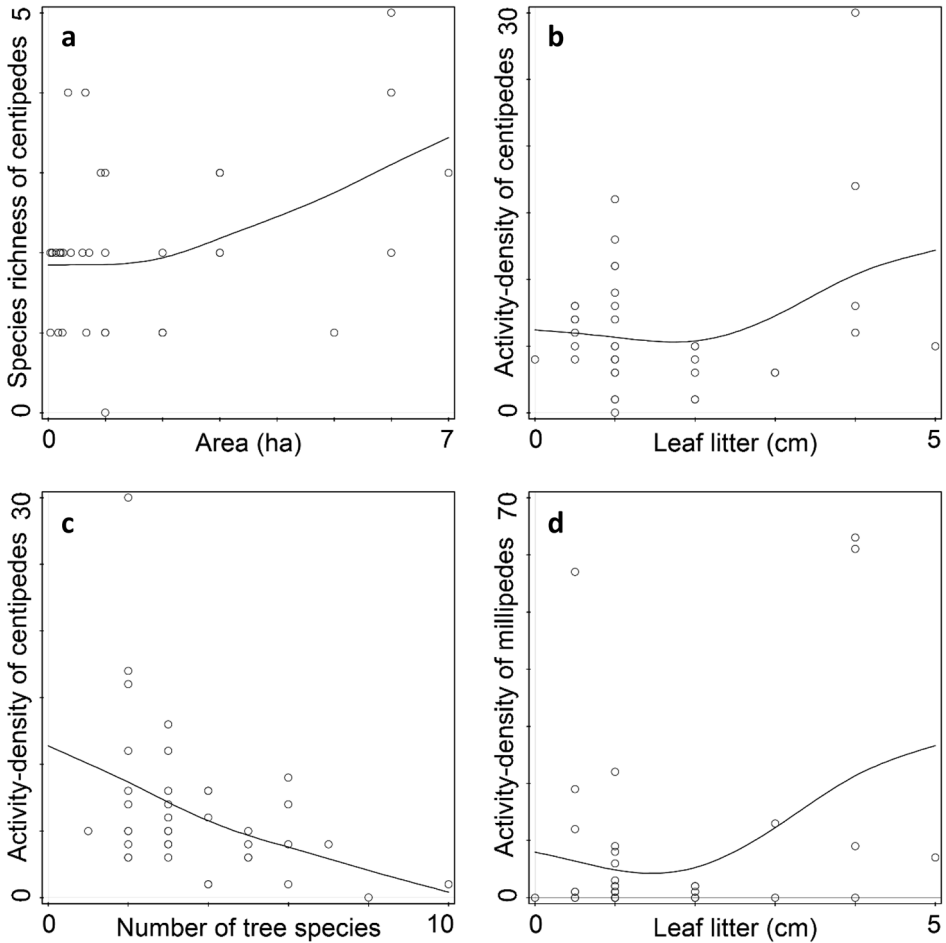 a
5
Species richness of centipedes
0
0
Area (ha)
7
b
30
Activity-density of centipedes
0
0
Leaf litter (cm)
5
c
30
Activity-density of centipedes
0
0
Number of tree species
10
d
70
Activity-density of millipedes
0
0
Leaf litter (cm)
5